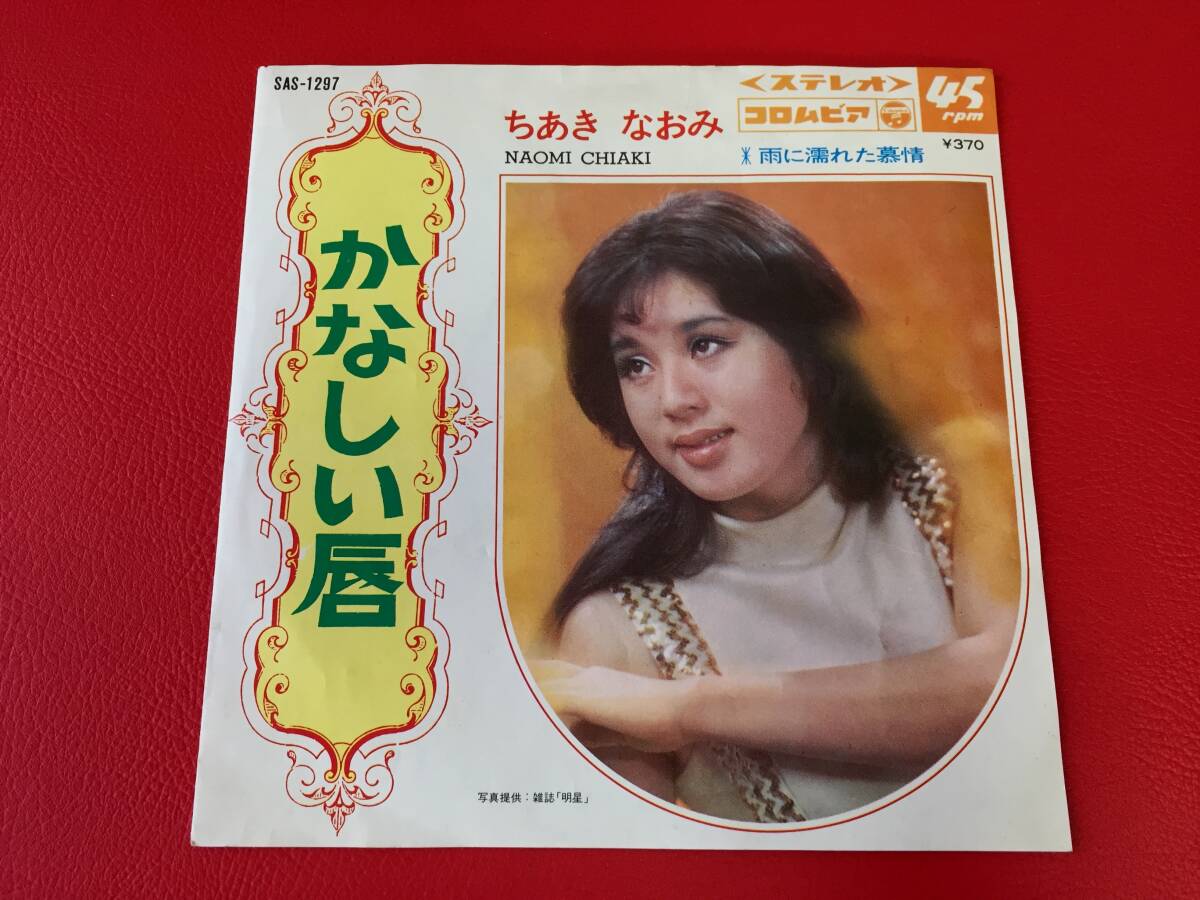 SAS-1297
ちあき なおみ
NAOMI CHIAKI
<ステレオ>
コロムビア
45
rpm
¥370
※ 雨に濡れた慕情
かなしい唇
写真提供：雑誌「明星」